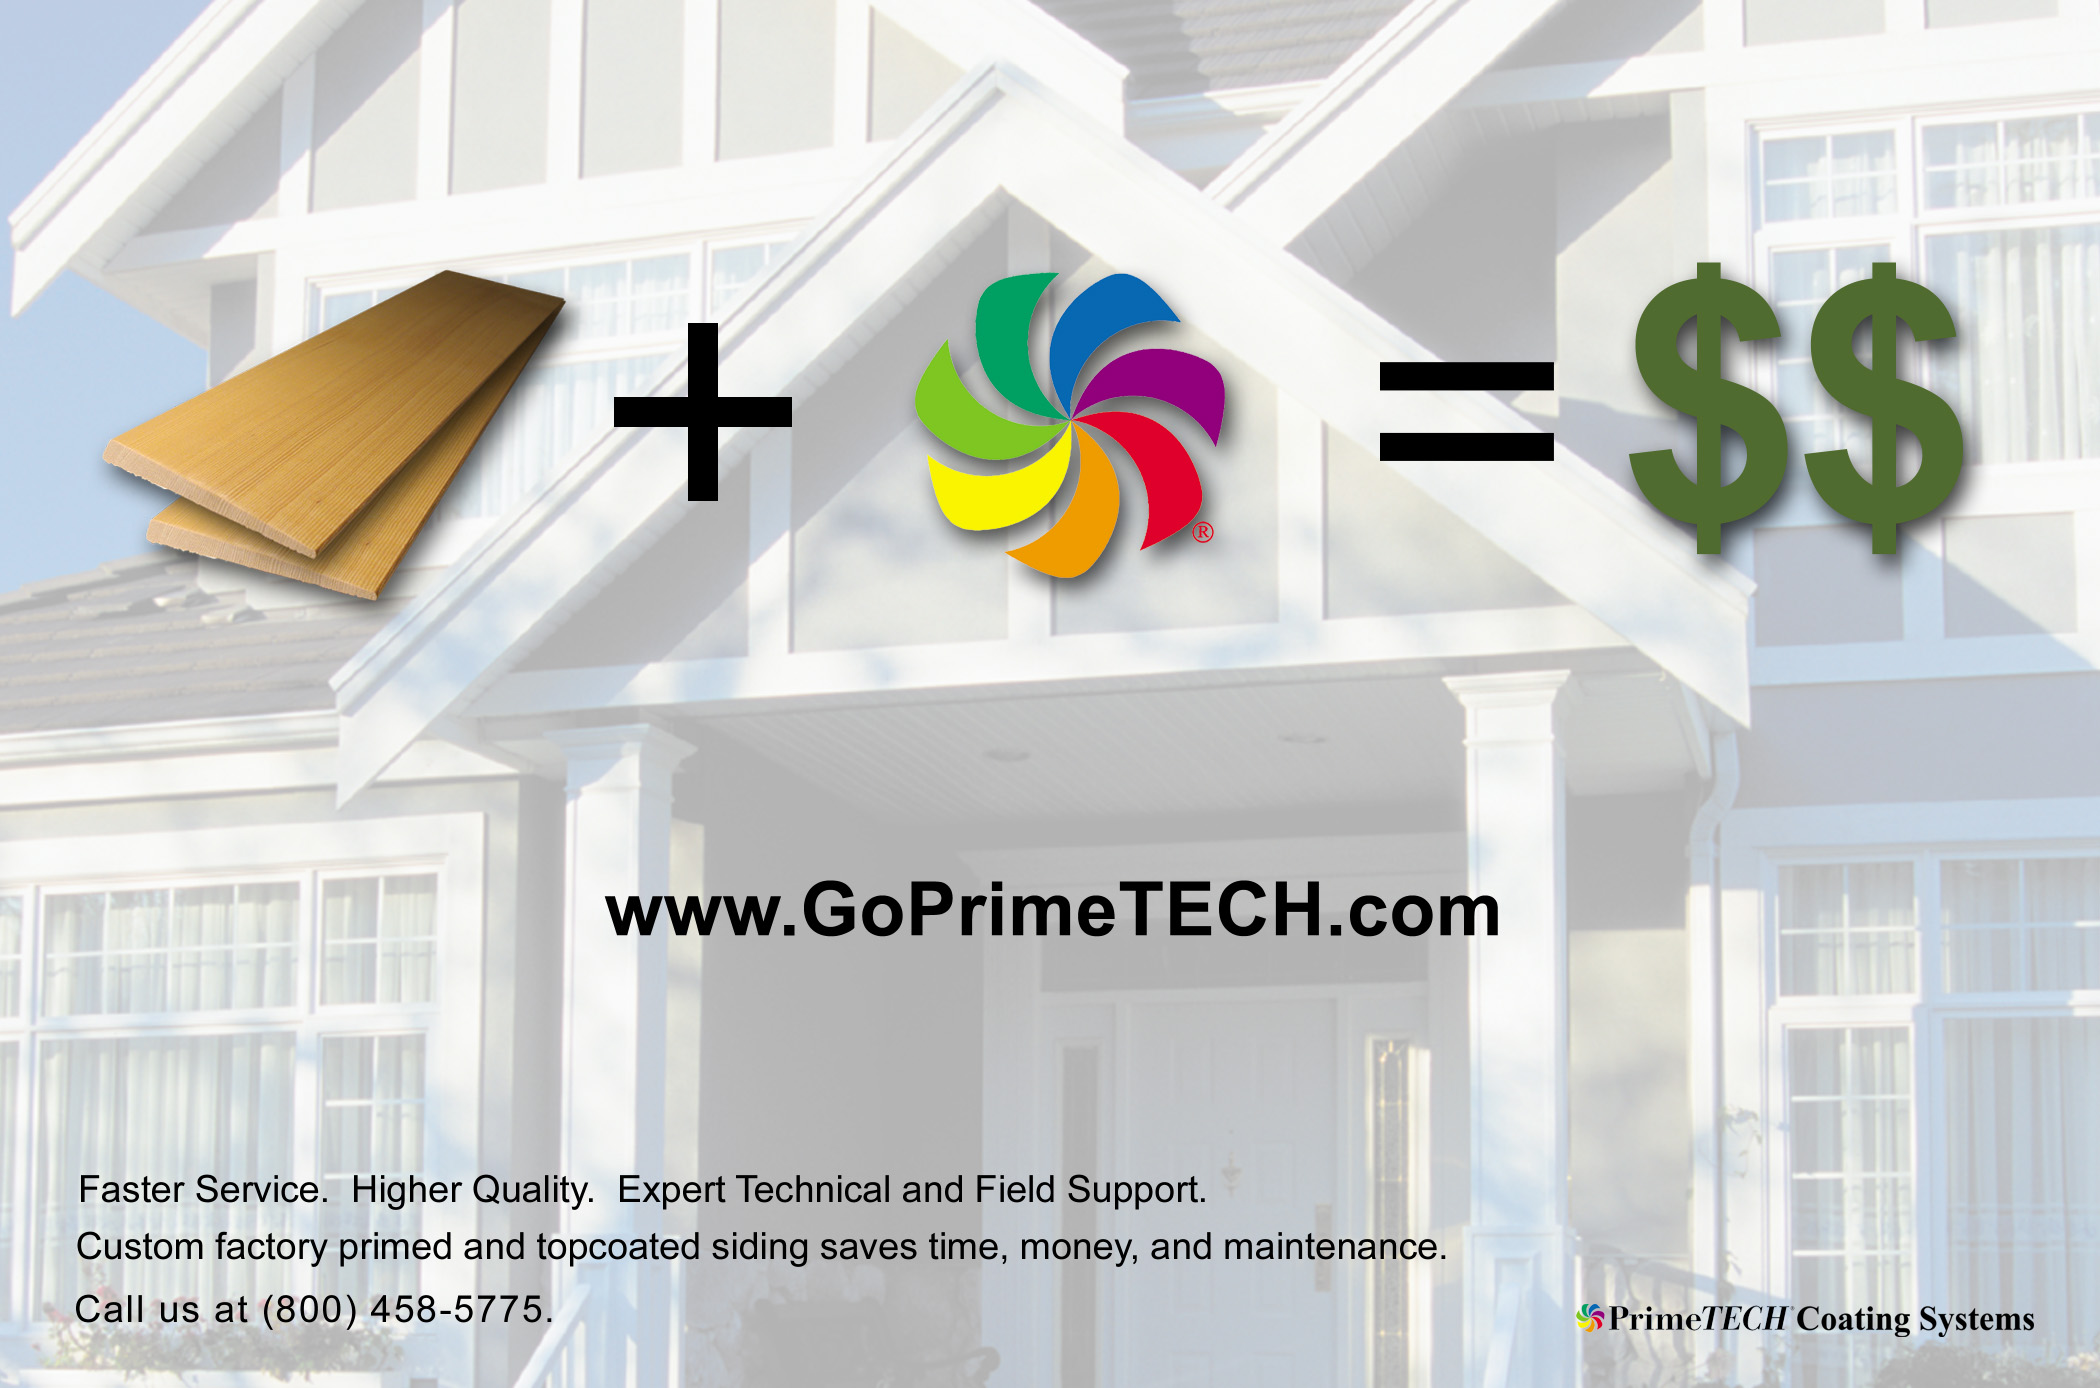 + = $$
®
www.GoPrimeTECH.com
Faster Service.  Higher Quality.  Expert Technical and Field Support.
Custom factory primed and topcoated siding saves time, money, and maintenance.
Call us at (800) 458-5775.
PrimeTECH® Coating Systems